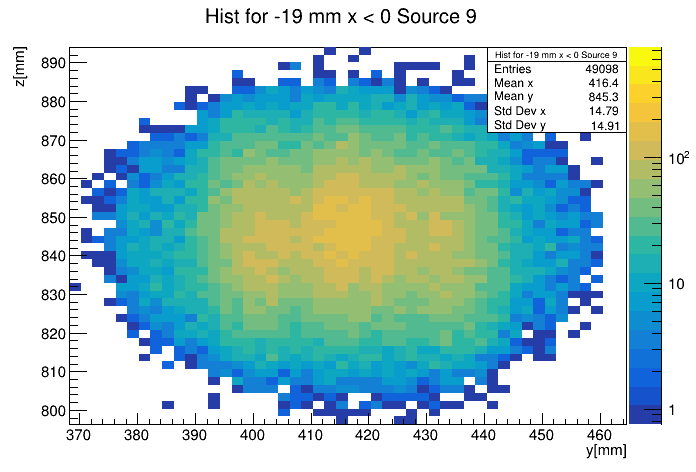 Hist for -19 mm x < 0 Source 9
z[mm]
890
880
870
860
850
840
830
820
810
800
370 380 390 400 410 420 430 440 450 460
y[mm]
Hist for -19 mm x < 0 Source 9
Entries 49098
Mean x 416.4
Mean y 845.3
Std Dev x 14.79
Std Dev y 14.91
10²
10
1